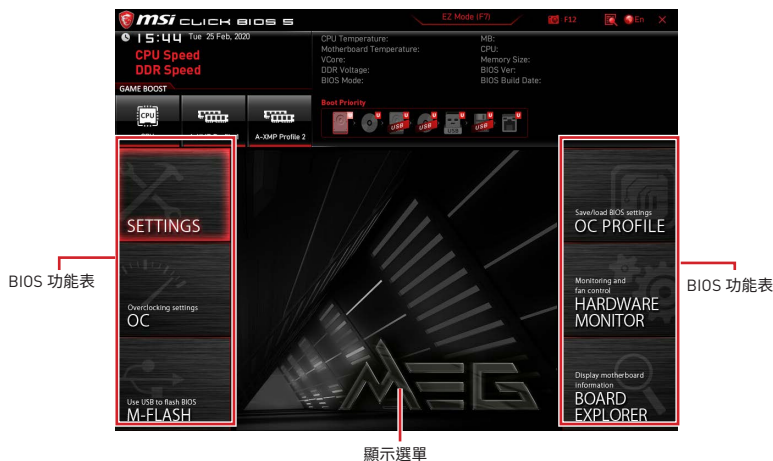 msi CLICK BIOS 5
EZ Mode (F7)
: F12
En
15:44 Tue 25 Feb, 2020
CPU Speed
DDR Speed
CPU Temperature:
Motherboard Temperature:
VCore:
DDR Voltage:
BIOS Mode:
MB:
CPU:
Memory Size:
BIOS Ver:
BIOS Build Date:
GAME BOOST
CPU
A-XMP Profile 2
Boot Priority
U
U
USB U
USB U
USB U
USB U
U
SETTINGS
Overclocking settings
OC
Use USB to flash BIOS
M-FLASH
Save/load BIOS settings
OC PROFILE
Monitoring and
fan control
HARDWARE
MONITOR
Display motherboard
information
BOARD
EXPLORER
MEG
BIOS 功能表
BIOS 功能表
顯示選單